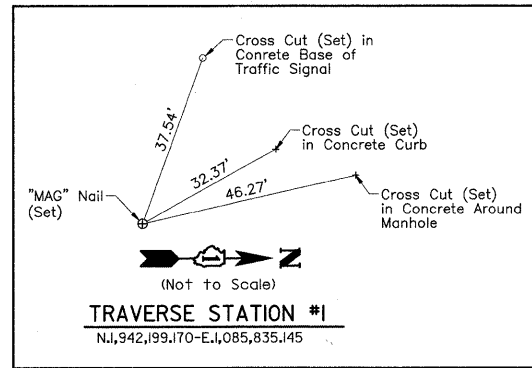 Cross Cut (Set) in
Conrete Base of
Traffic Signal
37.54'
Cross Cut (Set)
in Concrete Curb
32.37'
46.27'
"MAG" Nail
(Set)
Cross Cut (Set)
in Concrete Around
Manhole
N
(Not to Scale)
TRAVERSE STATION #1
N.1,942,199.170-E.1,085,835.145